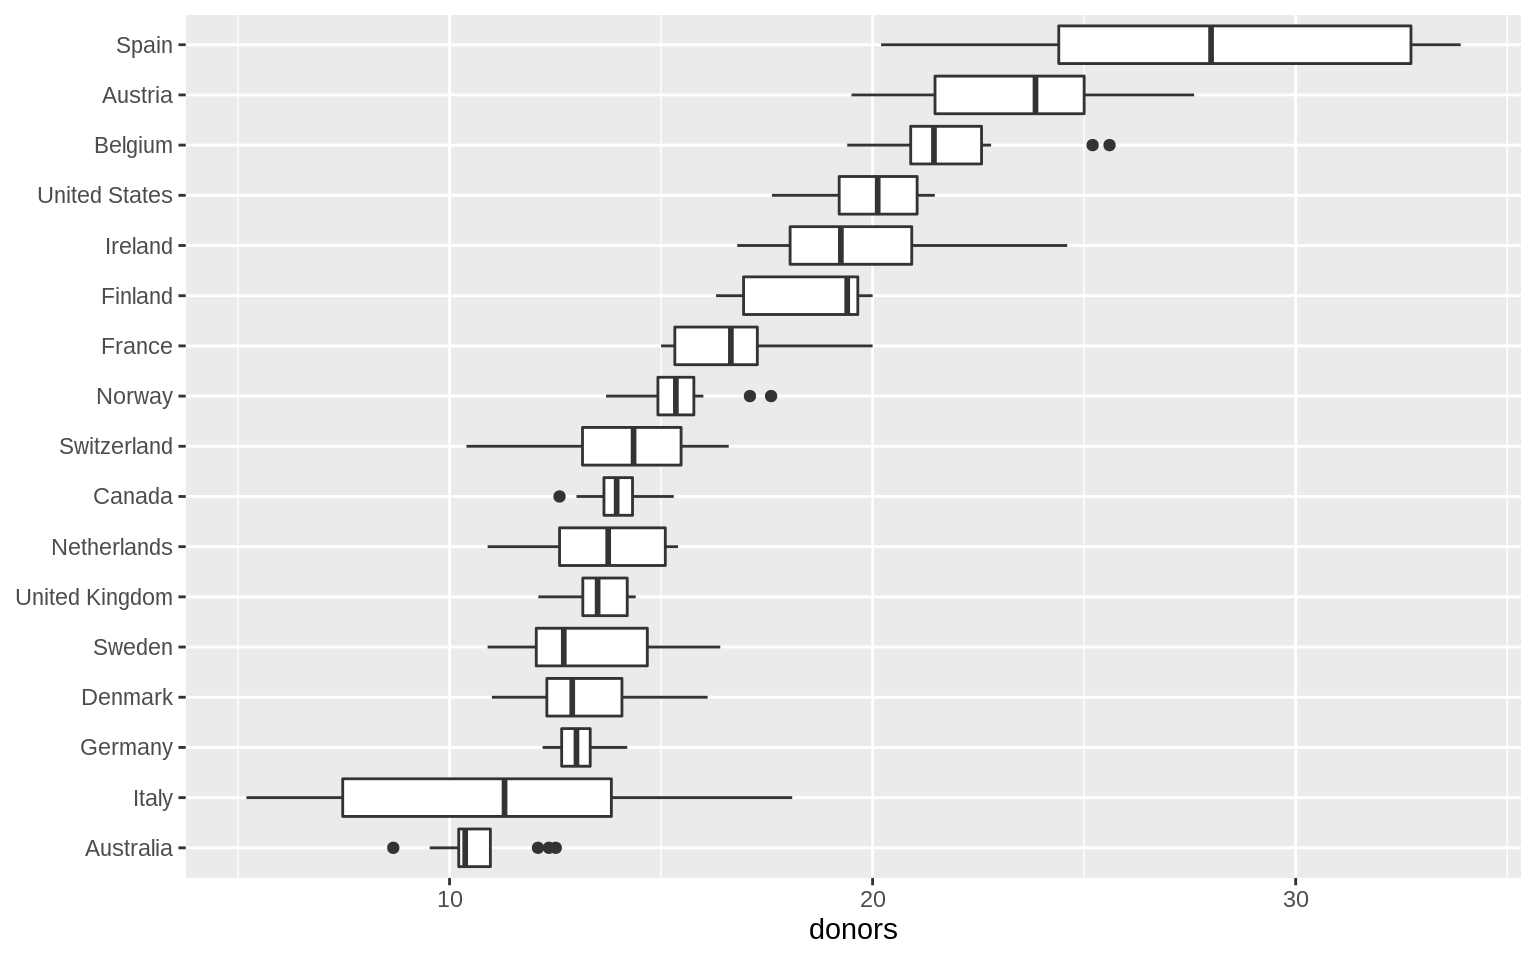 Spain
Austria
Belgium
United States
Ireland
Finland
France
Norway
Switzerland
Canada
Netherlands
United Kingdom
Sweden
Denmark
Germany
Italy
Australia
10 20 30
donors